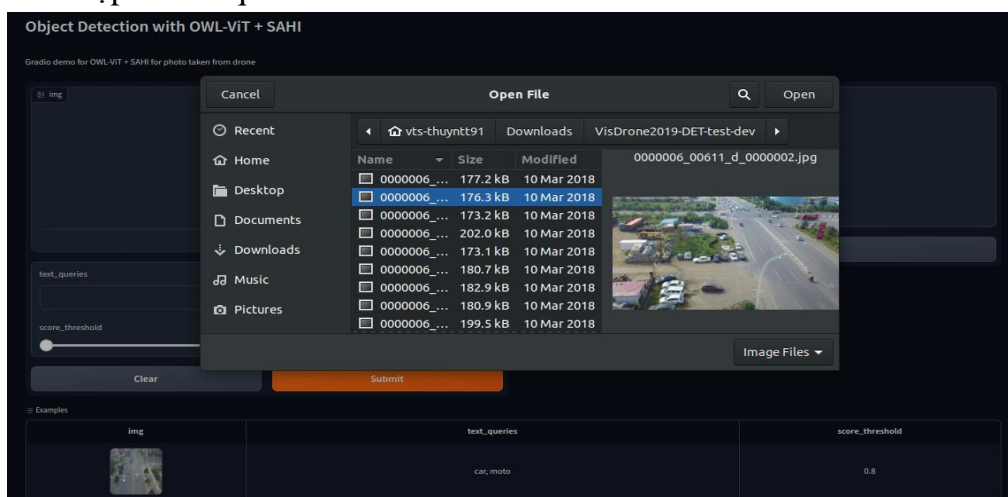 Object Detection with OWL-ViT + SAHI
Gradio demo for OWL-ViT + SAHI for photo taken from drone
img
Cancel
Open File
Open
Recent
Home
Desktop
Documents
Downloads
Music
Pictures
vts-thuyntt91 Downloads VisDrone2019-DET-test-dev
Name Size Modified
0000006_... 177.2 kB 10 Mar 2018
0000006_... 176.3 kB 10 Mar 2018
0000006_... 173.2 kB 10 Mar 2018
0000006_... 202.0 kB 10 Mar 2018
0000006_... 173.1 kB 10 Mar 2018
0000006_... 180.7 kB 10 Mar 2018
0000006_... 182.9 kB 10 Mar 2018
0000006_... 180.9 kB 10 Mar 2018
0000006_... 199.5 kB 10 Mar 2018
0000006_00611_d_0000002.jpg
Image Files
text_queries
score_threshold
Clear
Submit
Examples
img text_queries score_threshold
car, moto 0.8